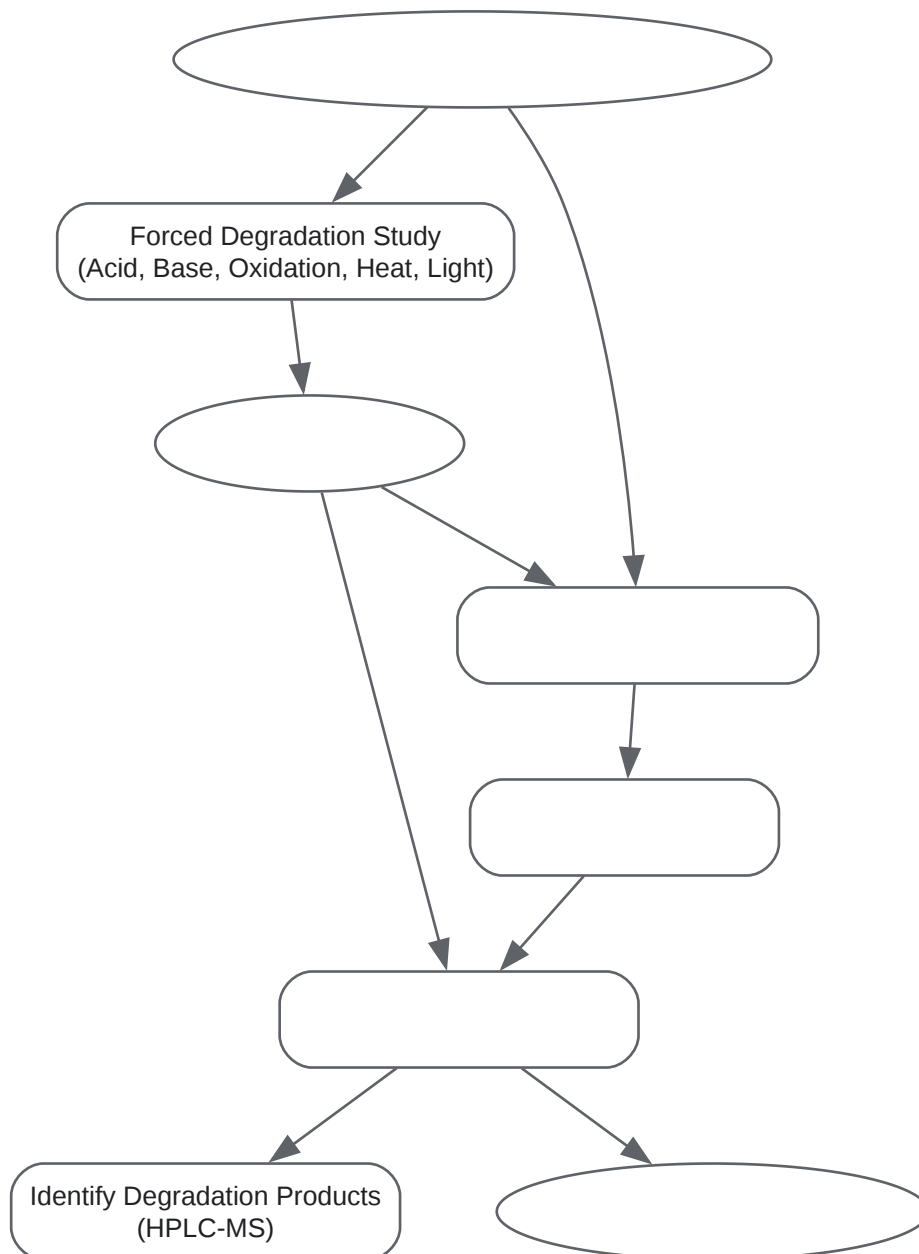 Forced Degradation Study
(Acid, Base, Oxidation, Heat, Light)
Identify Degradation Products
(HPLC-MS)